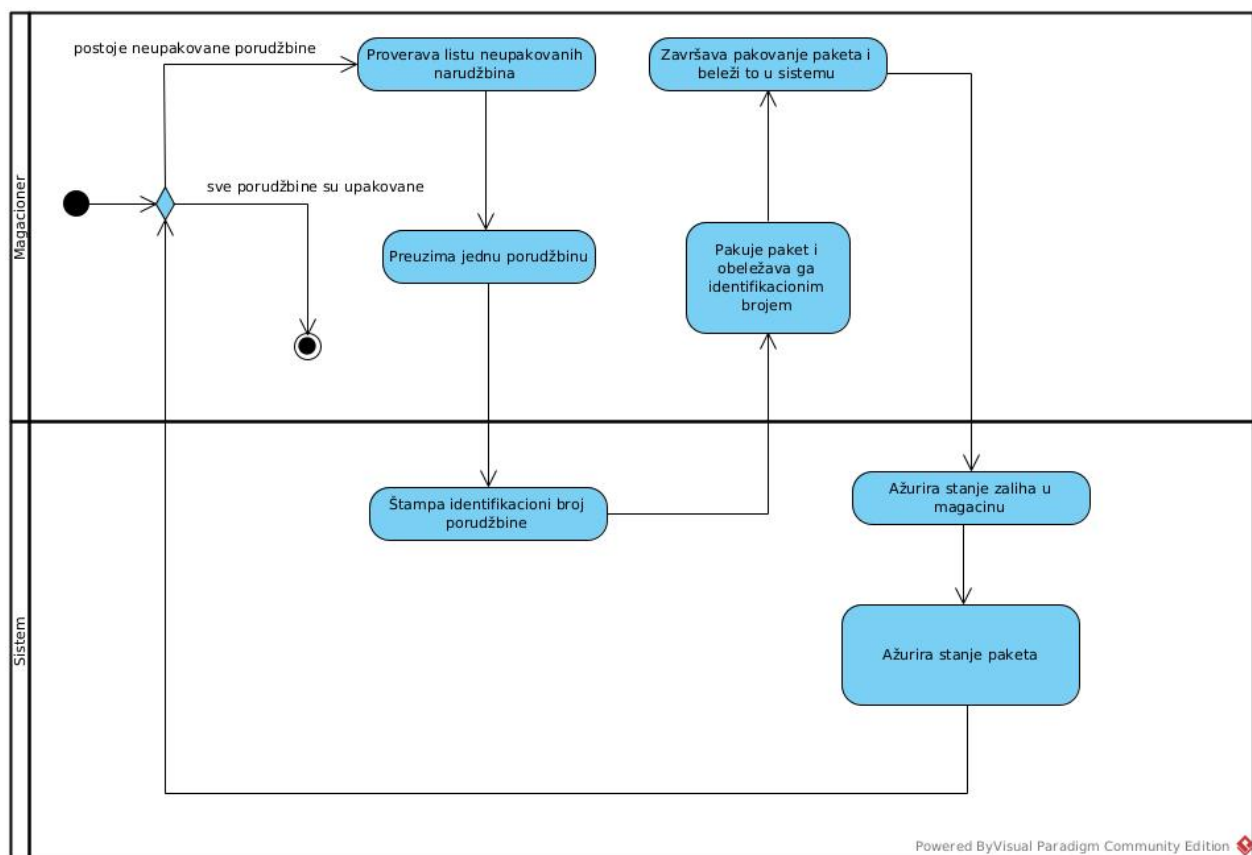 Magacioner
postoje neupakovane porudžbine
Proverava listu neupakovanih
narudžbina
Završava pakovanje paketa i
beleži to u sistemu
sve porudžbine su upakovane
Preuzima jednu porudžbinu
Pakuje paket i
obeležava ga
identifikacionim
brojem
Sistem
Štampa identifikacioni broj
porudžbine
Ažurira stanje zaliha u
magacinu
Ažurira stanje paketa
Powered ByVisual Paradigm Community Edition